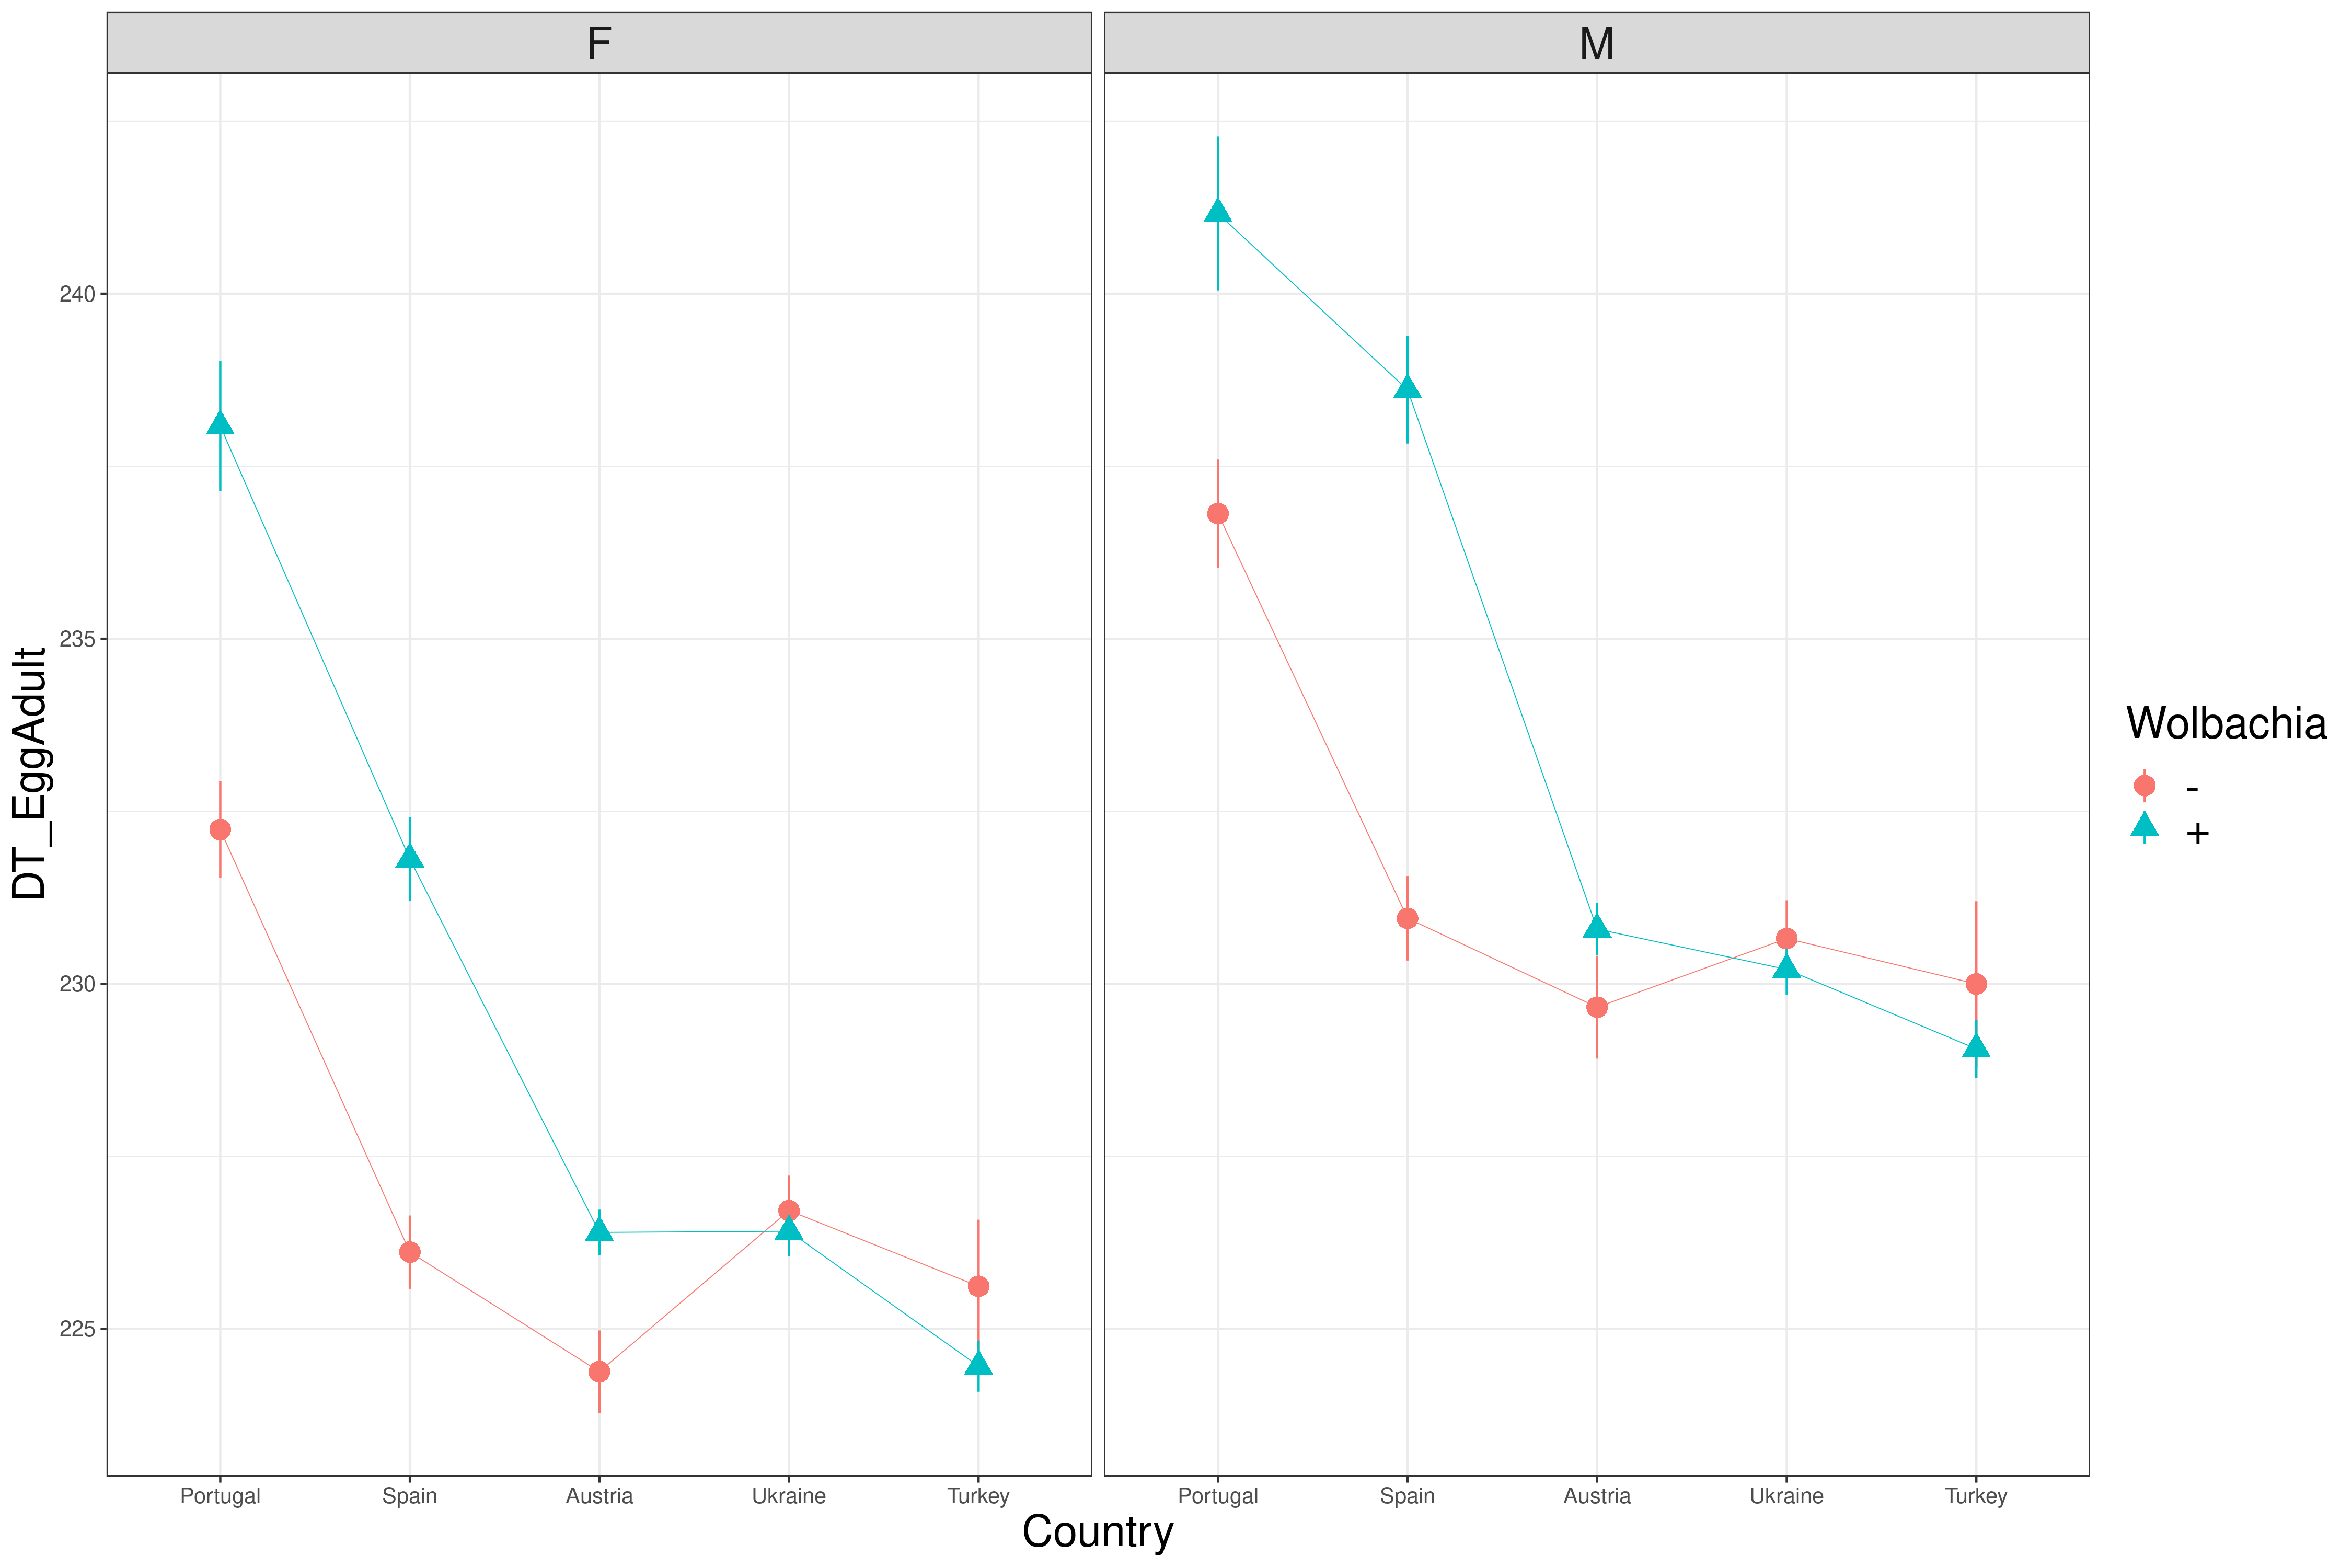 F
M
DT_EggAdult
240
235
230
225
Portugal Spain Austria Ukraine Turkey
Portugal Spain Austria Ukraine Turkey
Country
Wolbachia
-
+